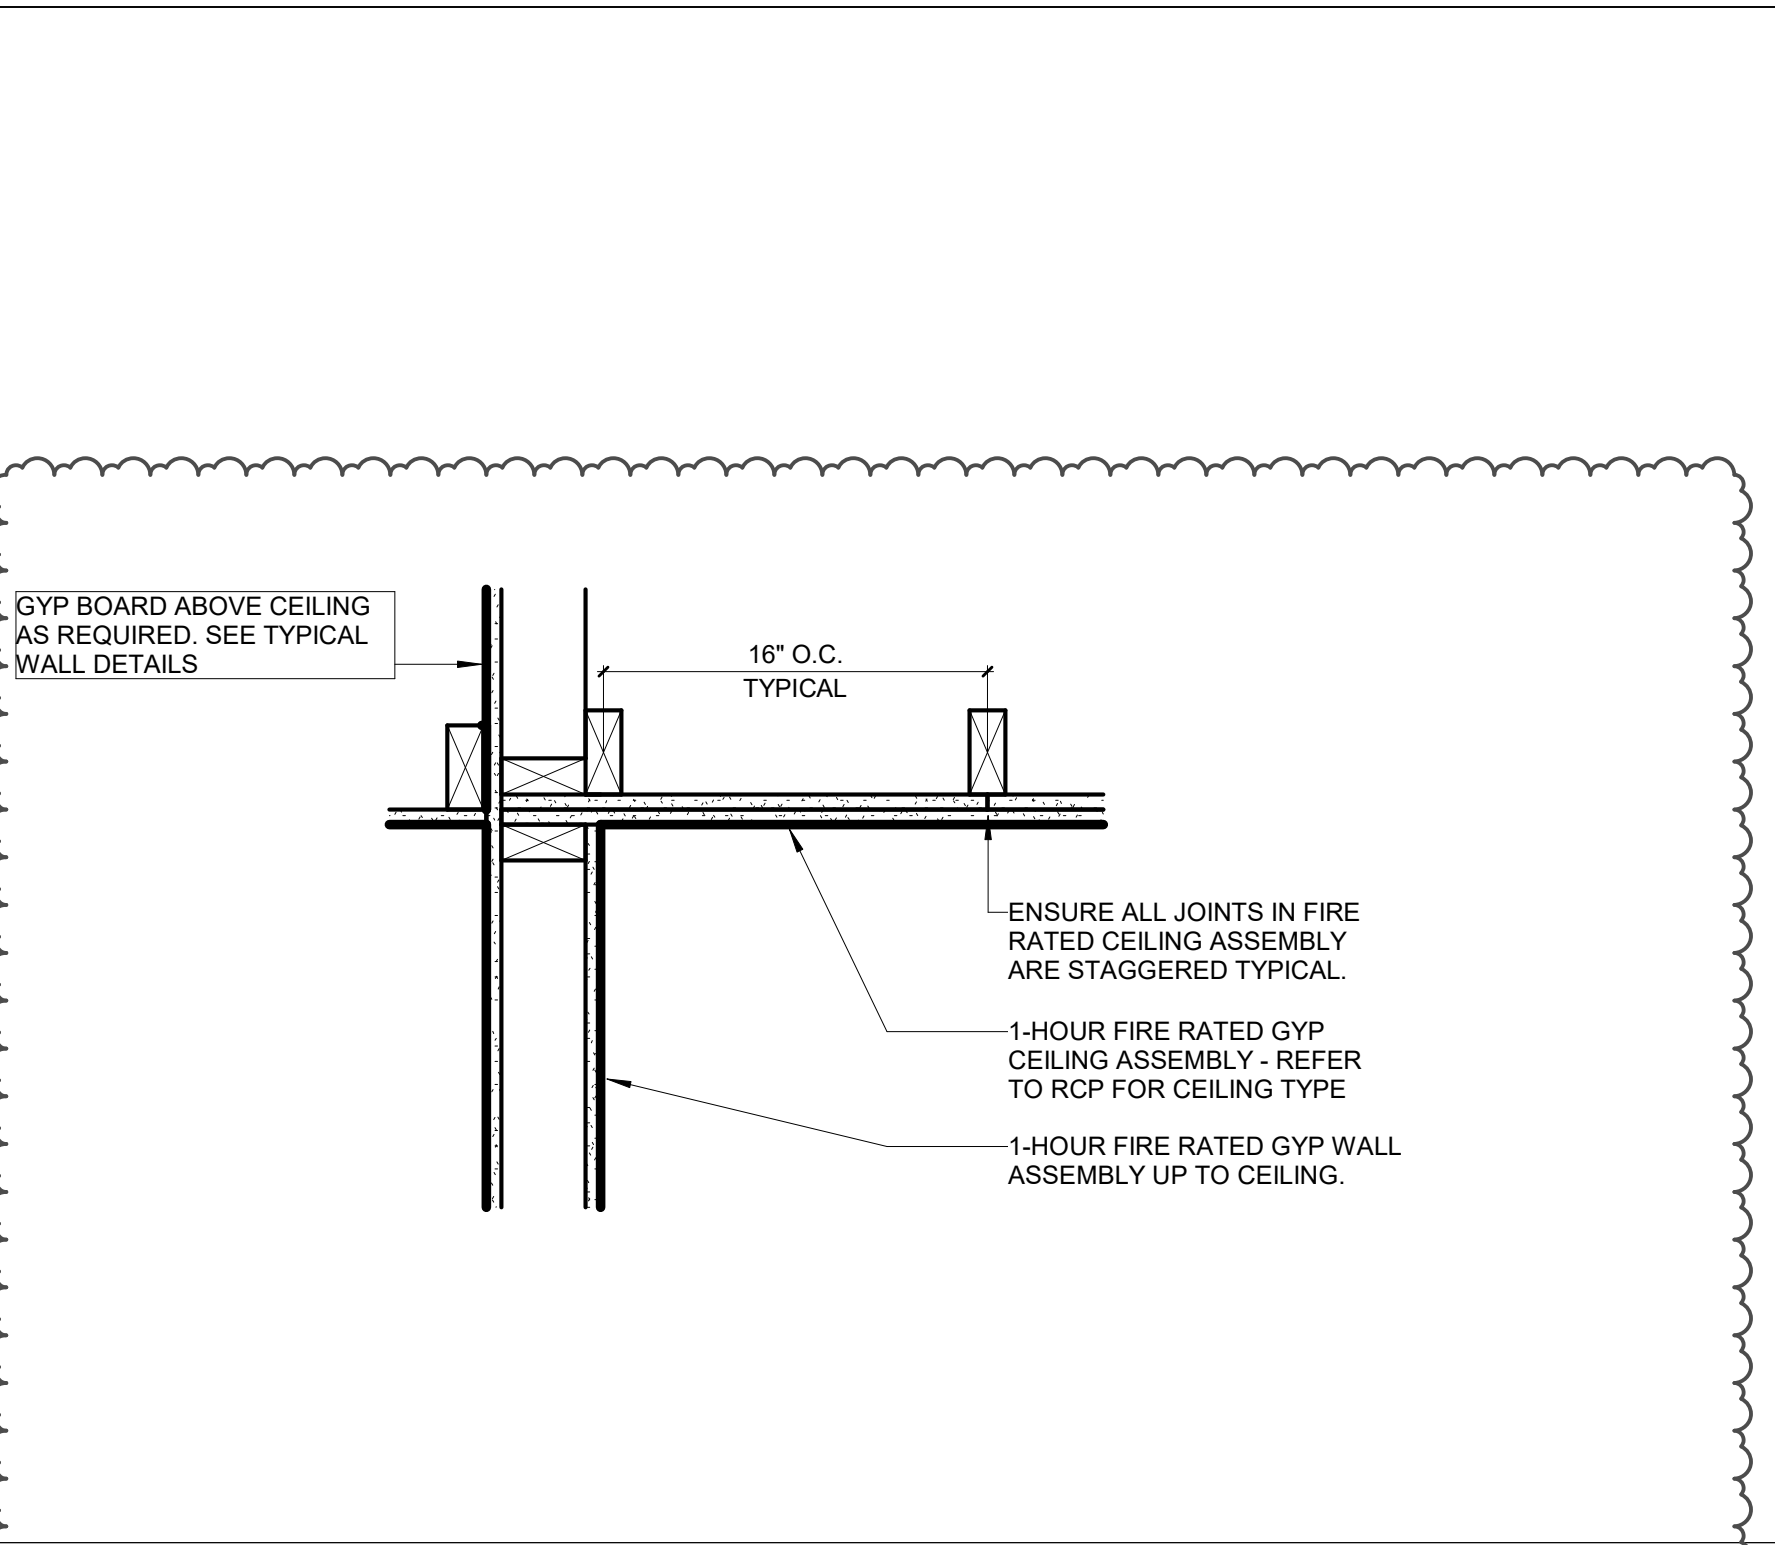 GYP BOARD ABOVE CEILING
AS REQUIRED. SEE TYPICAL
WALL DETAILS
16" O.C.
TYPICAL
ENSURE ALL JOINTS IN FIRE
RATED CEILING ASSEMBLY
ARE STAGGERED TYPICAL.
1-HOUR FIRE RATED GYP
CEILING ASSEMBLY - REFER
TO RCP FOR CEILING TYPE
1-HOUR FIRE RATED GYP WALL
ASSEMBLY UP TO CEILING.